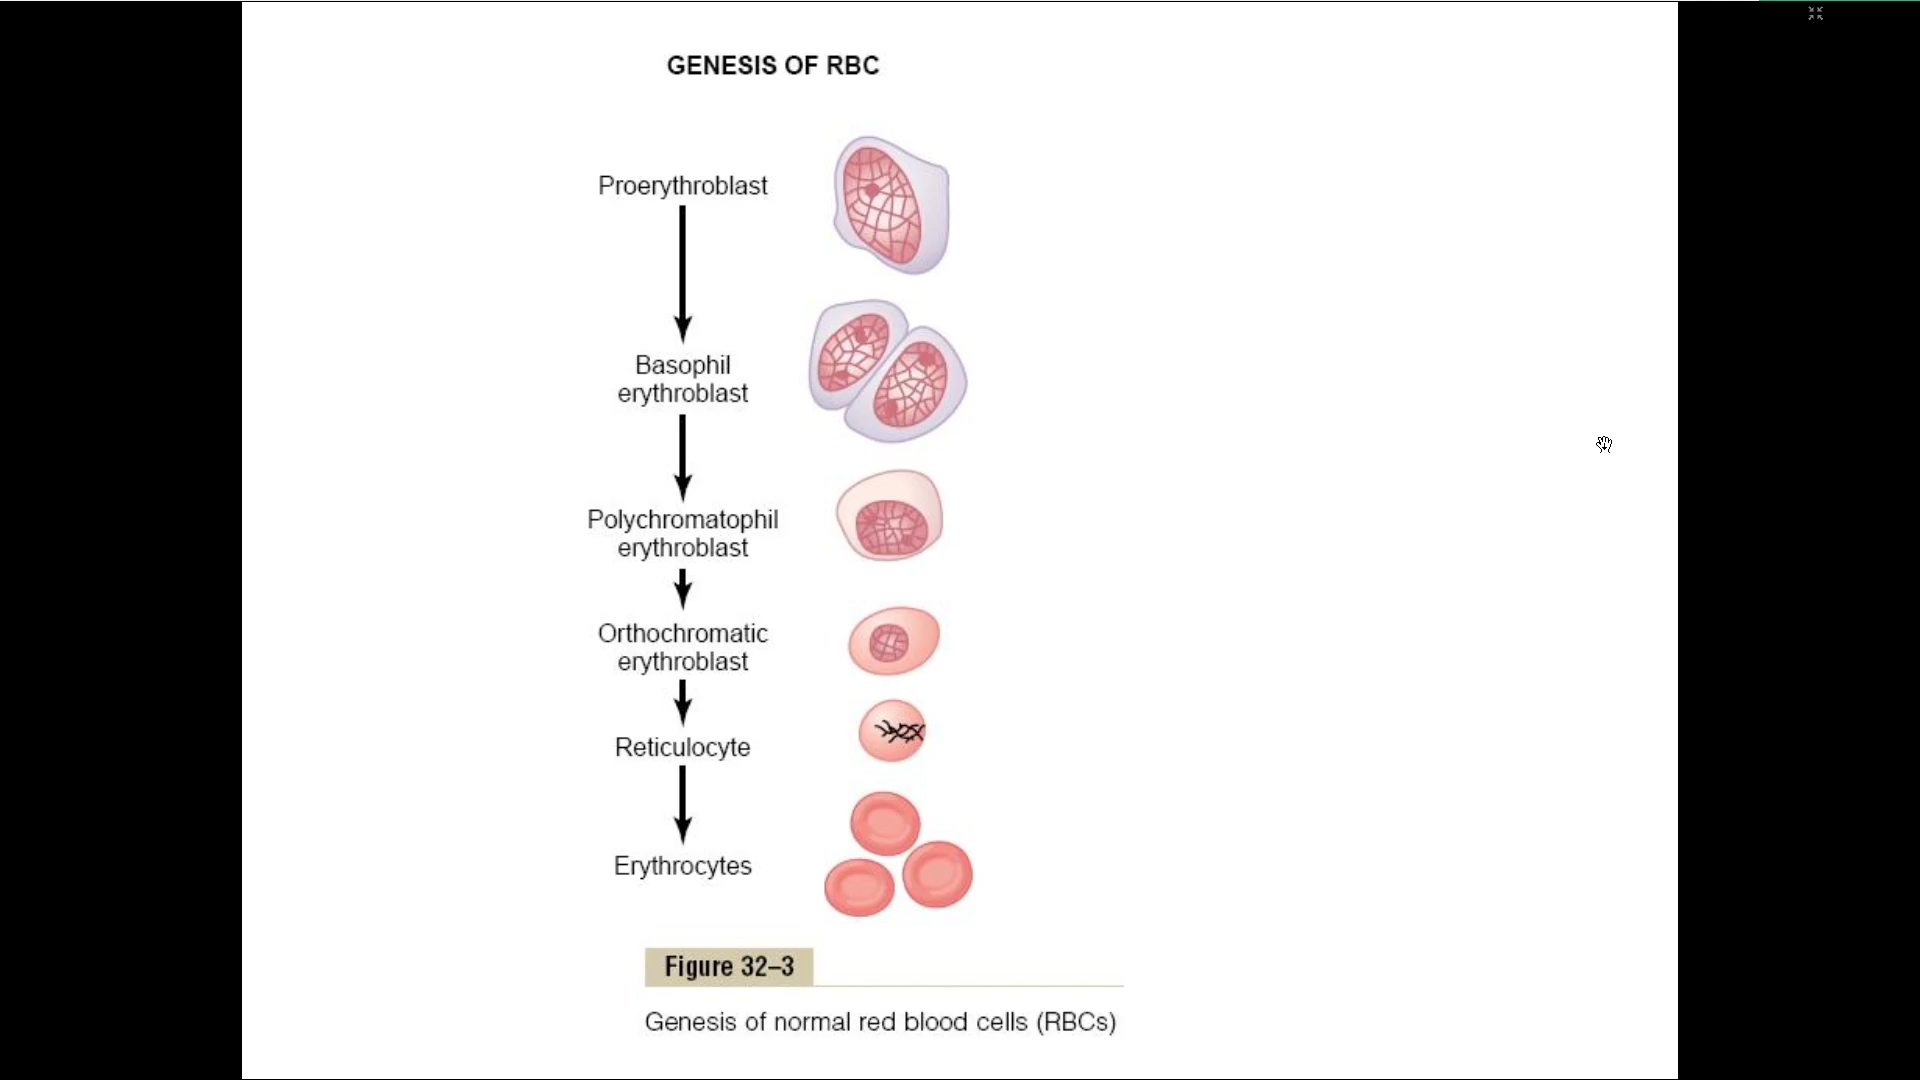 GENESIS OF RBC
Proerythroblast
Basophil
erythroblast
Polychromatophil
erythroblast
Orthochromatic
erythroblast
Reticulocyte
Erythrocytes
Figure 32–3
Genesis of normal red blood cells (RBCs)